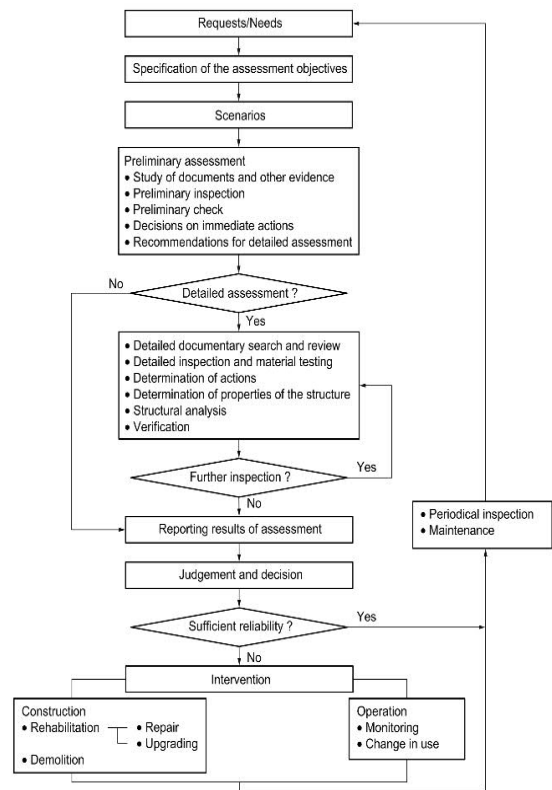 Requests/Needs
Specification of the assessment objectives
Scenarios
Preliminary assessment
● Study of documents and other evidence
● Preliminary inspection
● Preliminary check
● Decisions on immediate actions
● Recommendations for detailed assessment
No
Detailed assessment ?
Yes
● Detailed documentary search and review
● Detailed inspection and material testing
● Determination of actions
● Determination of properties of the structure
● Structural analysis
● Verification
Further inspection ?
Yes
No
Reporting results of assessment
● Periodical inspection
● Maintenance
Judgement and decision
Sufficient reliability ?
Yes
No
Intervention
Construction
● Rehabilitation
● Repair
● Upgrading
● Demolition
Operation
● Monitoring
● Change in use